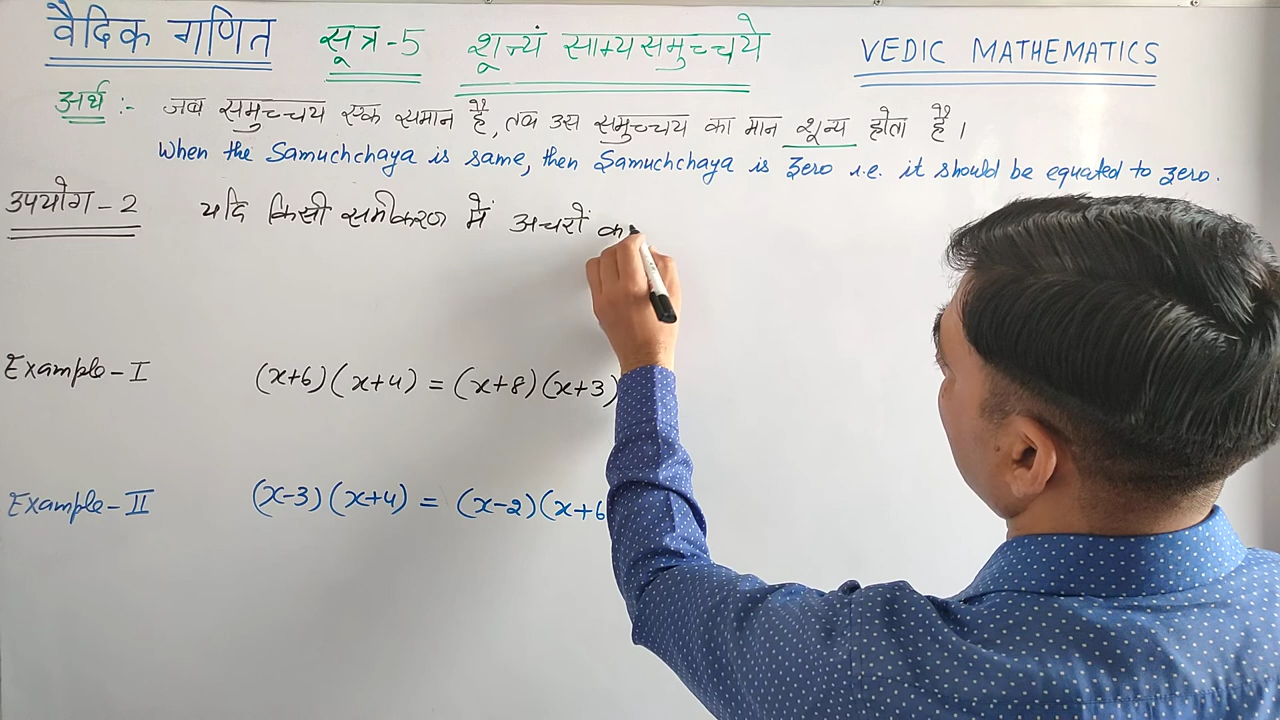 वैदिक गणित सूत्र-5 शून्यं साम्यसमुच्चये VEDIC MATHEMATICS
अर्थ :- जब समुच्चय एक समान है, तब उस समुच्चय का मान शून्य होता है।
When the Samuchchaya is same, then Samuchchaya is Zero i.e. it should be equated to zero.
उपयोग-2 यदि किसी समीकरण में अचरों क
Example-I (x+6)(x+4) = (x+8)(x+3)
Example-II (x-3)(x+4) = (x-2)(x+6